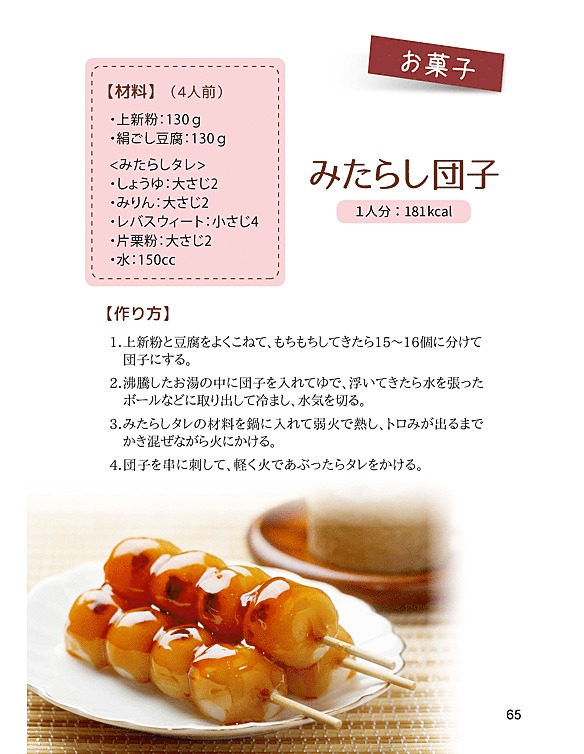 お菓子
【材料】（4人前）
・上新粉：130ｇ
・絹ごし豆腐：130ｇ
<みたらしタレ>
・しょうゆ：大さじ2
・みりん：大さじ2
・レバスウィート：小さじ4
・片栗粉：大さじ2
・水：150cc
みたらし団子
1人分：181kcal
【作り方】
1.上新粉と豆腐をよくこねて、もちもちしてきたら15〜16個に分けて
団子にする。
2.沸騰したお湯の中に団子を入れてゆで、浮いてきたら水を張った
ボールなどに取り出して冷まし、水気を切る。
3.みたらしタレの材料を鍋に入れて弱火で熱し、トロみが出るまで
かき混ぜながら火にかける。
4.団子を串に刺して、軽く火であぶったらタレをかける。
65